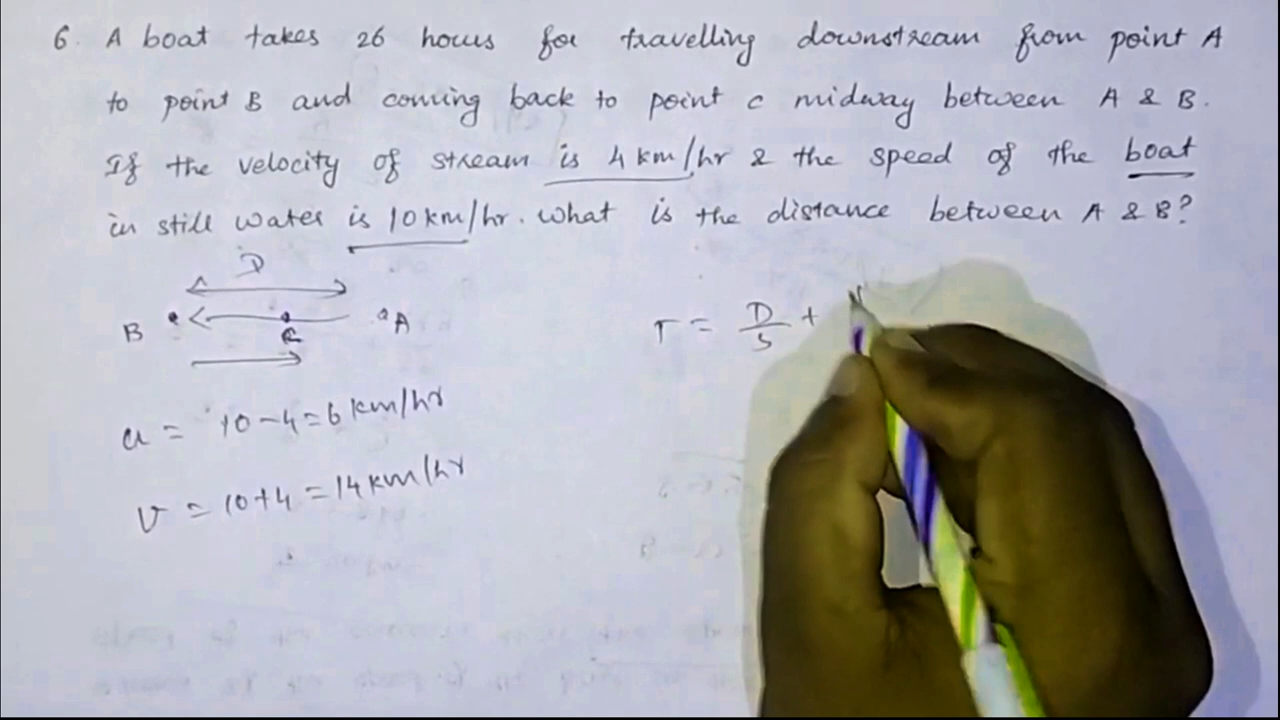 6. A boat takes 26 hours for travelling downstream from point A
to point B and coming back to point c midway between A & B.
If the velocity of stream is 4 km/hr & the speed of the boat
in still water is 10 km/hr. what is the distance between A & B?
D
B C A
T = D/S +
u = 10-4=6 km/hr
v = 10+4 = 14 km/hr